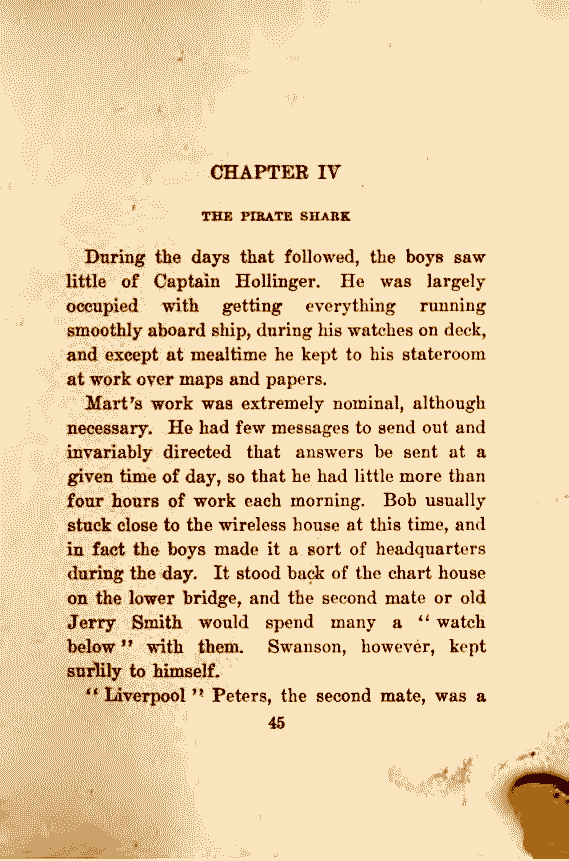 CHAPTER IV
THE PIRATE SHARK
During the days that followed, the boys saw
little of Captain Hollinger. He was largely
occupied with getting everything running
smoothly aboard ship, during his watches on deck,
and except at mealtime he kept to his stateroom
at work over maps and papers.
Mart's work was extremely nominal, although
necessary. He had few messages to send out and
invariably directed that answers be sent at a
given time of day, so that he had little more than
four hours of work each morning. Bob usually
stuck close to the wireless house at this time, and
in fact the boys made it a sort of headquarters
during the day. It stood back of the chart house
on the lower bridge, and the second mate or old
Jerry Smith would spend many a "watch
below" with them. Swanson, however, kept
surlily to himself.
"Liverpool" Peters, the second mate, was a
45